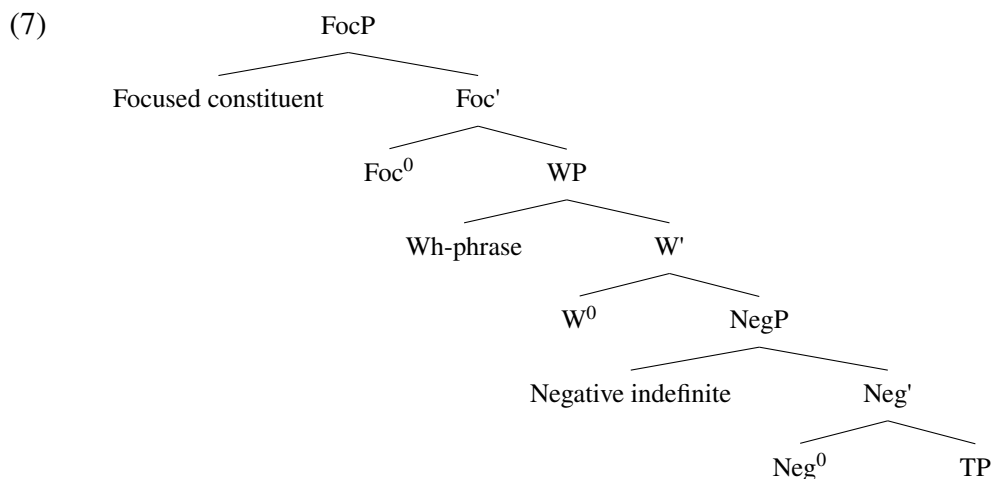 (7) FocP
Focused constituent Foc'
Foc⁰ WP
Wh-phrase W'
W⁰ NegP
Negative indefinite Neg'
Neg⁰ TP